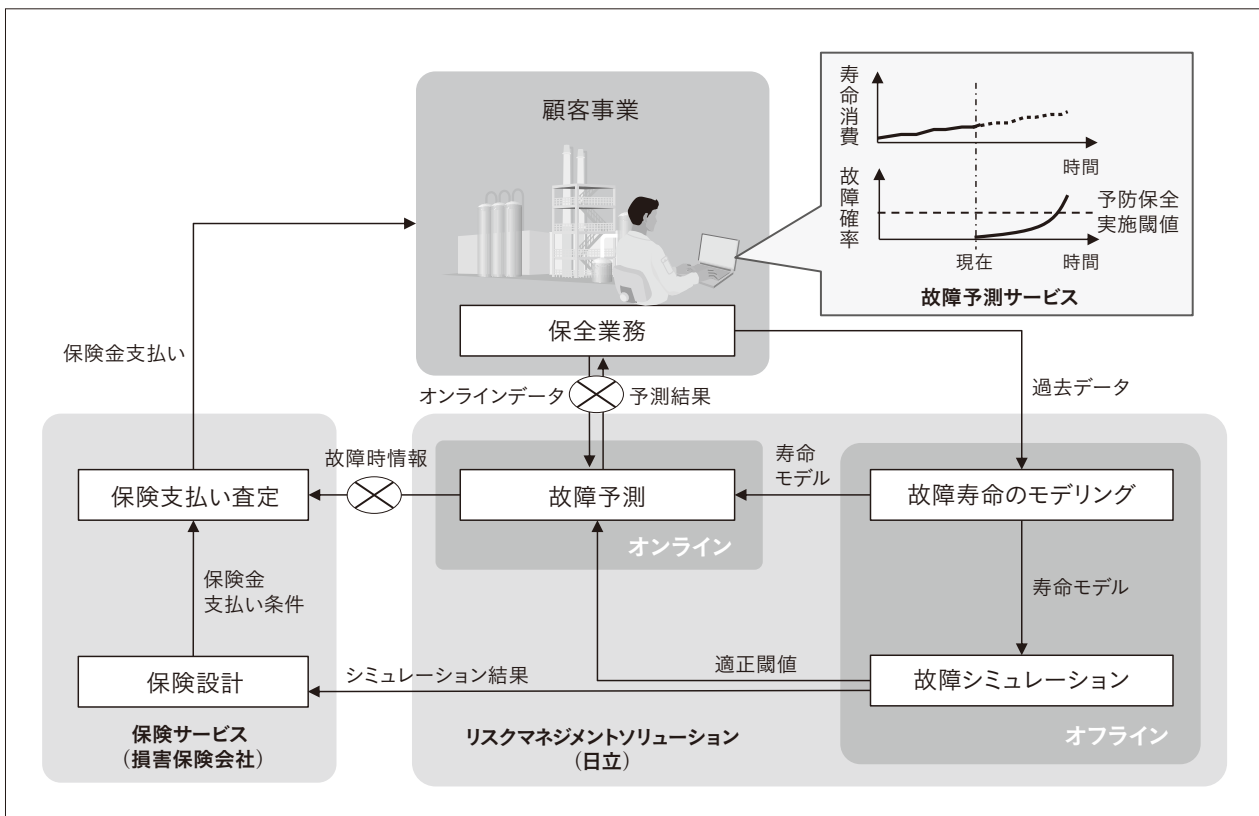 顧客事業
寿命消費
時間
故障確率
予防保全
実施閾値
現在
時間
故障予測サービス
保全業務
保険金支払い
オンラインデータ
予測結果
過去データ
故障時情報
寿命
モデル
保険支払い査定
故障予測
故障寿命のモデリング
オンライン
保険金
支払い条件
寿命モデル
適正閾値
シミュレーション結果
保険設計
故障シミュレーション
オフライン
保険サービス
（損害保険会社）
リスクマネジメントソリューション
（日立）